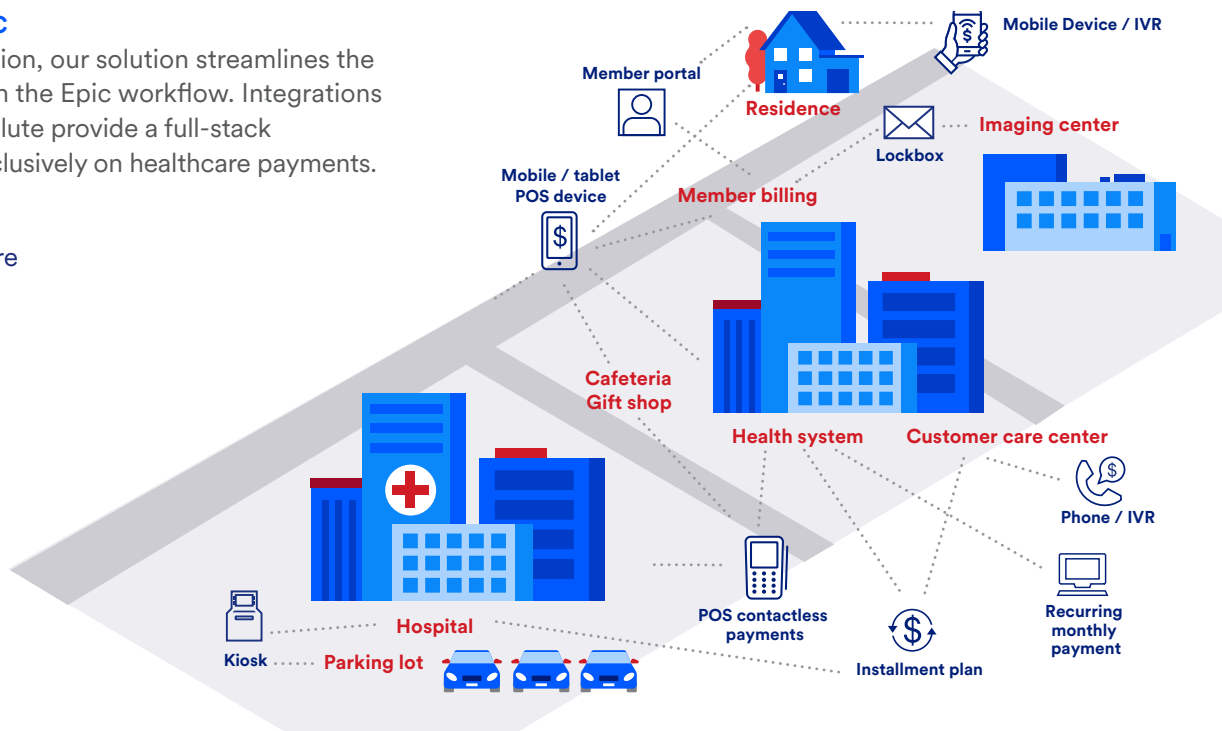 c
ion, our solution streamlines the
n the Epic workflow. Integrations
lute provide a full-stack
clusively on healthcare payments.
re
Mobile Device / IVR
Member portal
Residence
Lockbox
Imaging center
Mobile / tablet
POS device
Member billing
$
Cafeteria
Gift shop
Health system
Customer care center
$
Phone / IVR
POS contactless
payments
$
Installment plan
Recurring
monthly
payment
Hospital
Kiosk
Parking lot